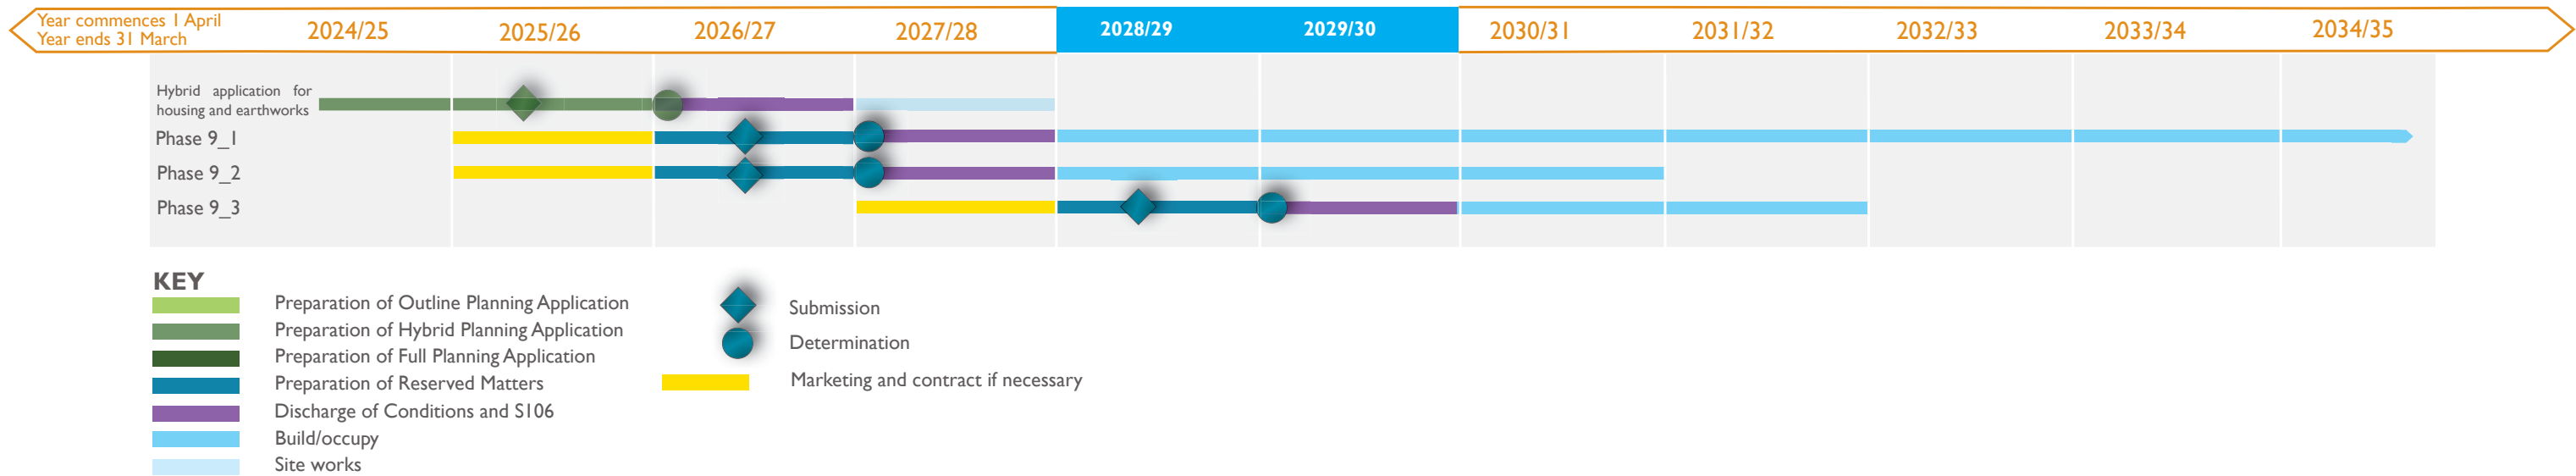 Year commences 1 April
Year ends 31 March
2024/25 2025/26 2026/27 2027/28 2028/29 2029/30 2030/31 2031/32 2032/33 2033/34 2034/35
Hybrid application for
housing and earthworks
Phase 9_1
Phase 9_2
Phase 9_3
KEY
Preparation of Outline Planning Application
Preparation of Hybrid Planning Application
Preparation of Full Planning Application
Preparation of Reserved Matters
Discharge of Conditions and S106
Build/occupy
Site works
Submission
Determination
Marketing and contract if necessary